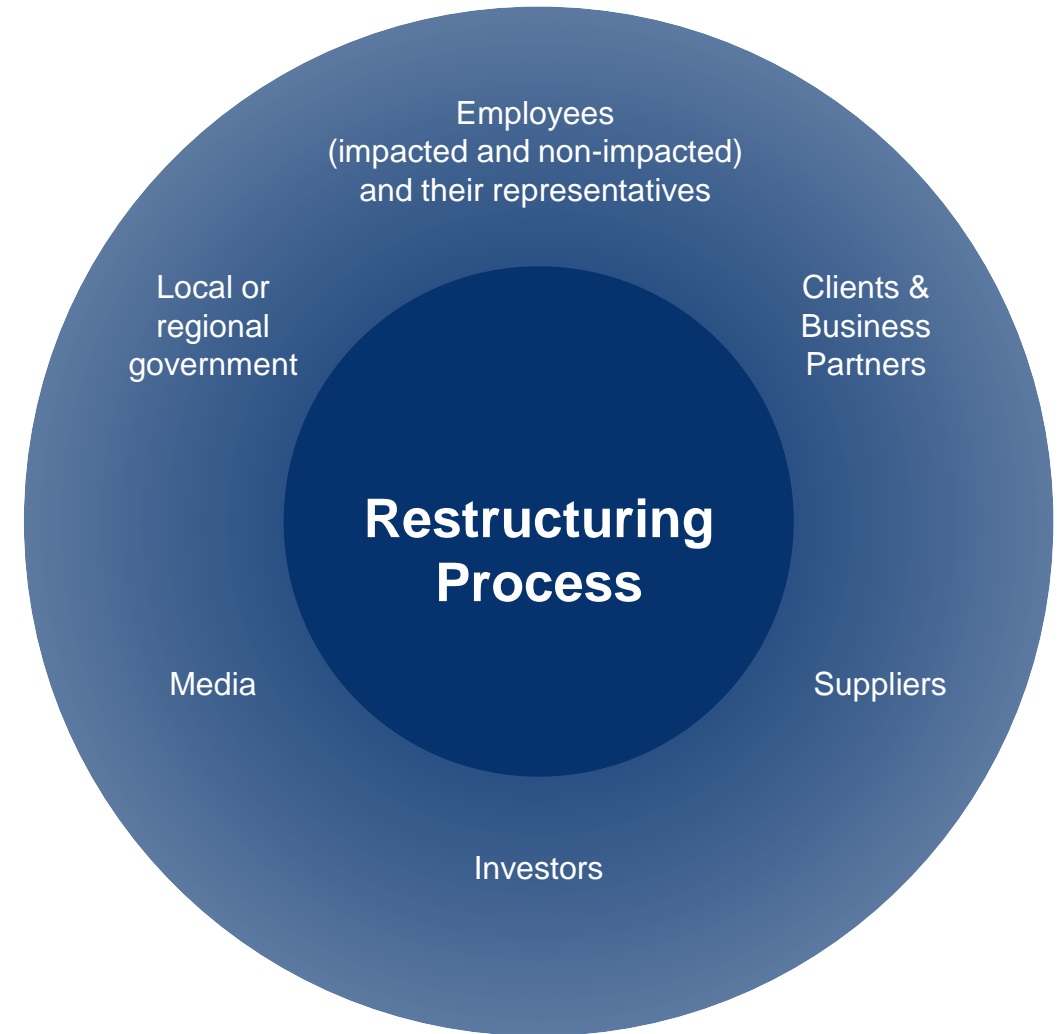 Employees
(impacted and non-impacted)
and their representatives
Local or
regional
government
Clients &
Business
Partners
Restructuring
Process
Media
Suppliers
Investors